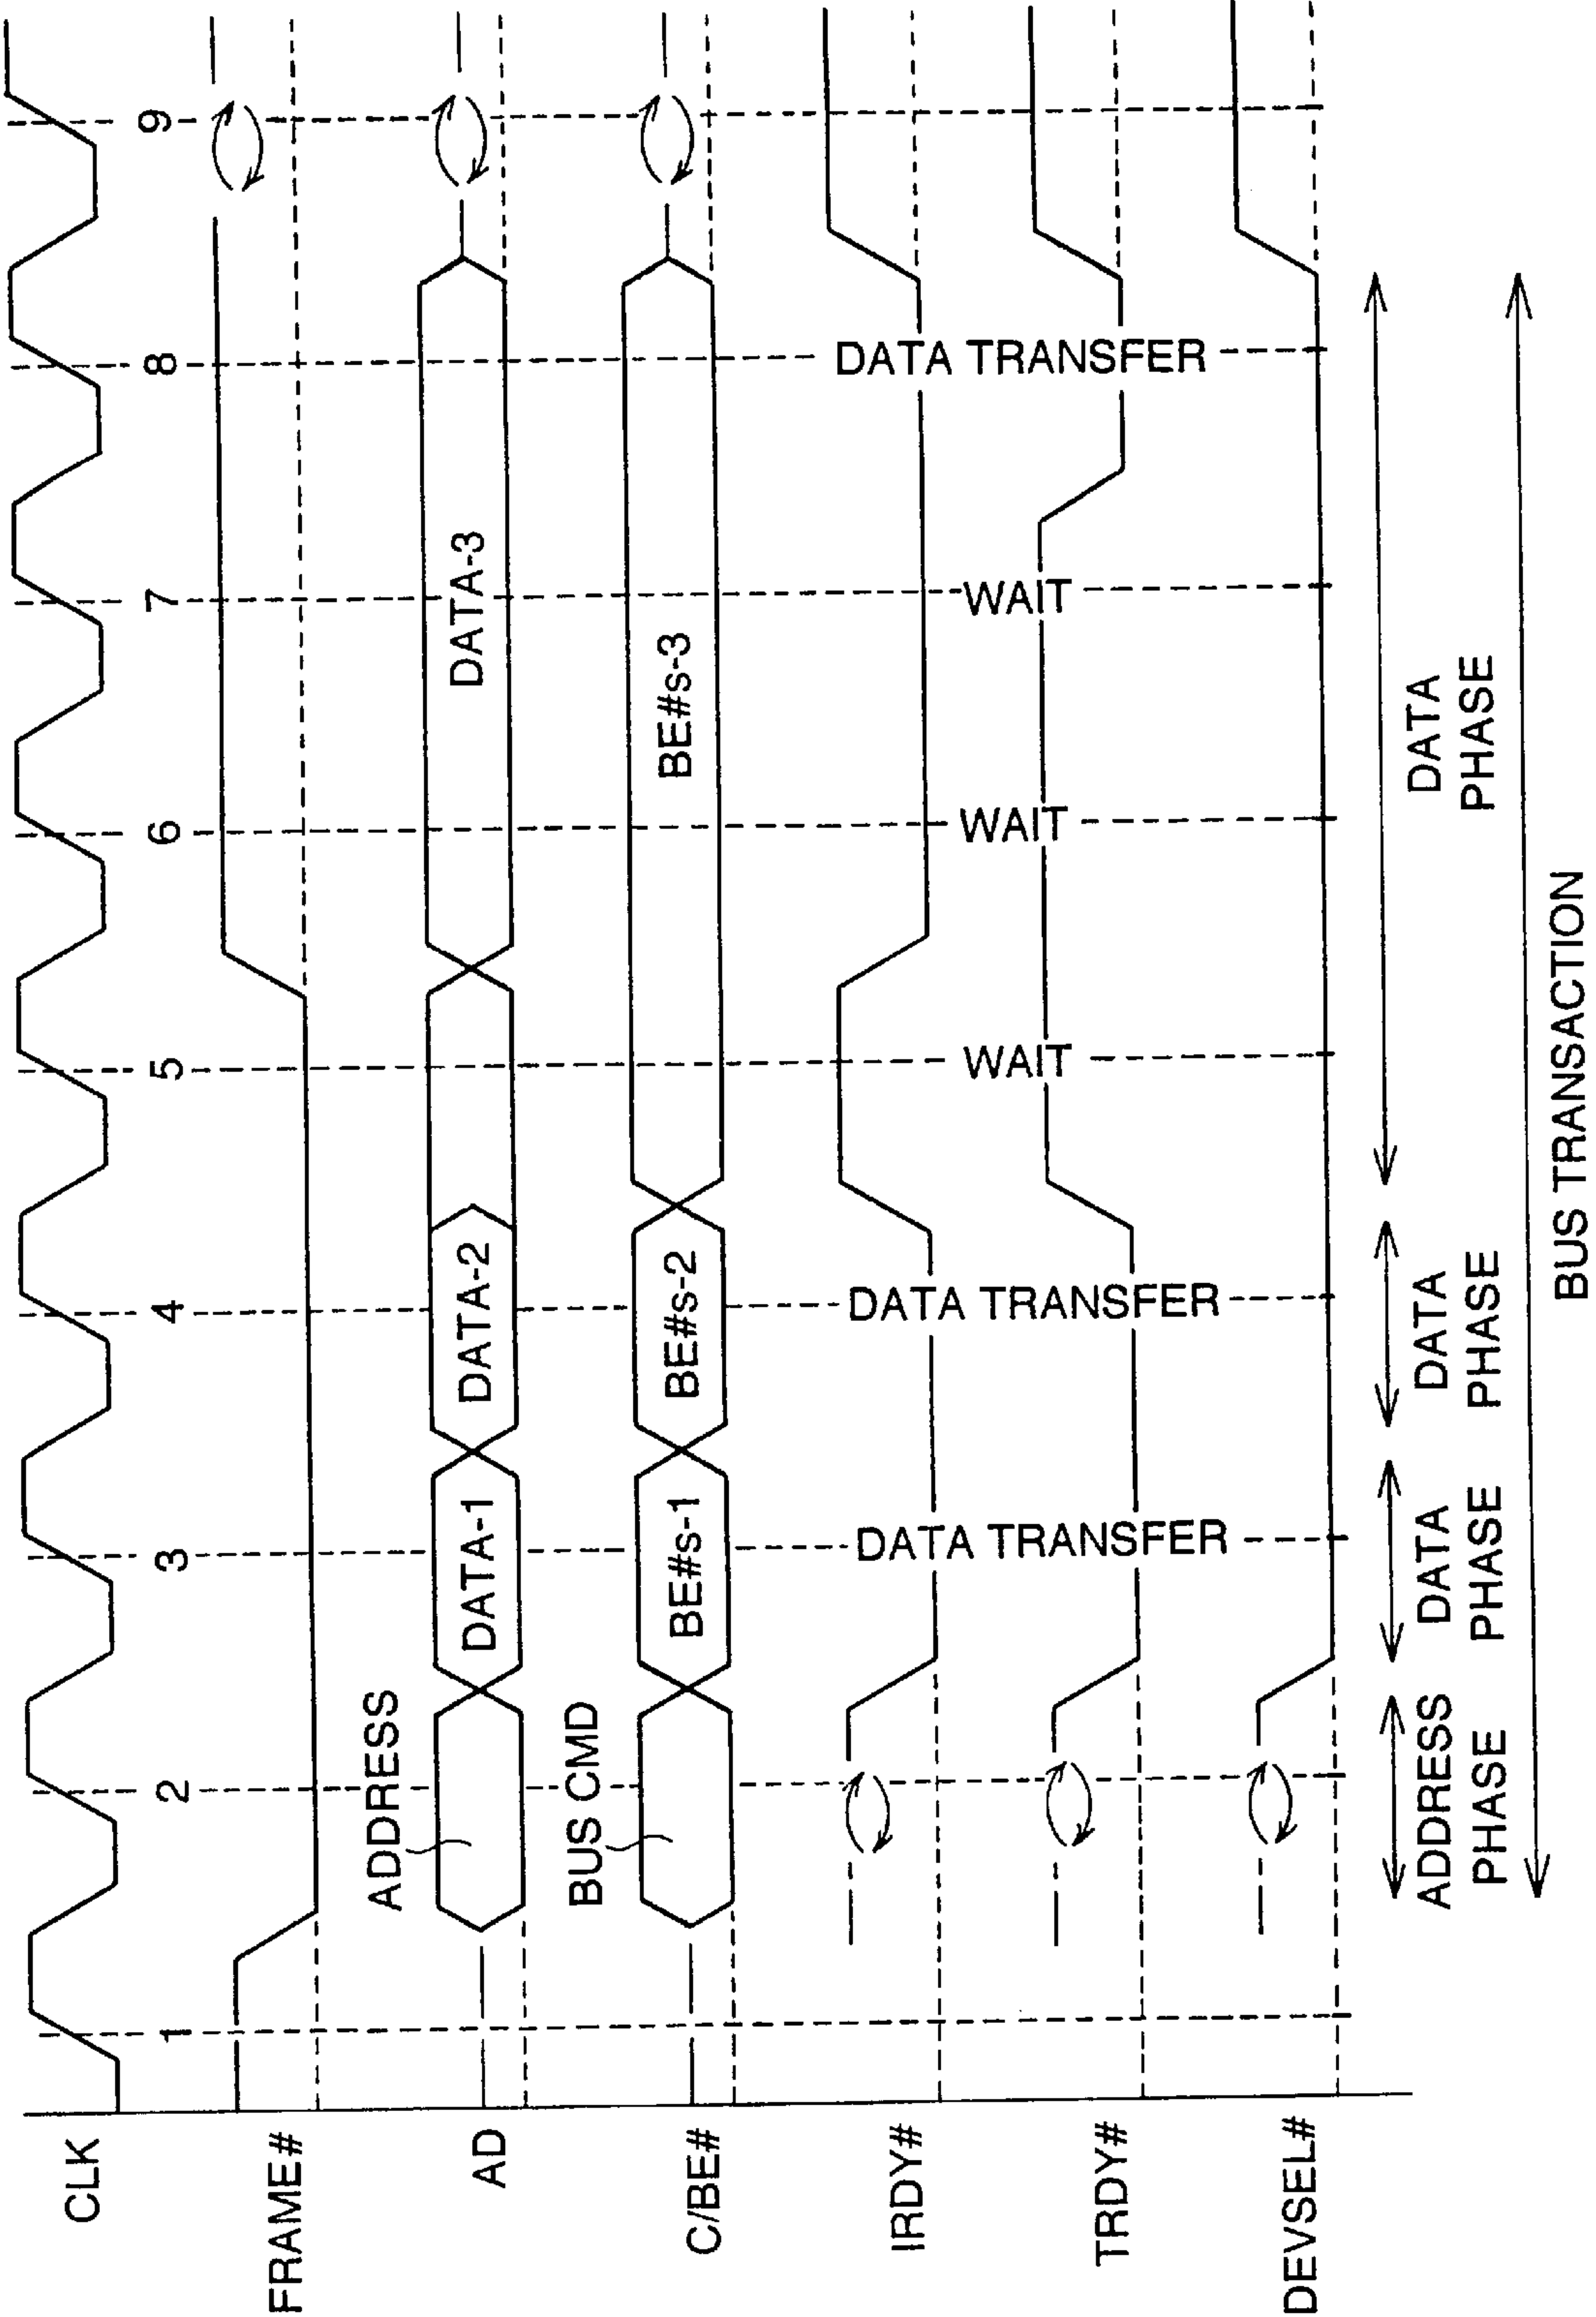 CLK
1
2
3
4
5
6
7
8
9
FRAME#
ADDRESS
AD
DATA-1
DATA-2
DATA-3
BUS CMD
C/BE#
BE#s-1
BE#s-2
BE#s-3
IRDY#
TRDY#
DATA TRANSFER
DATA TRANSFER
WAIT
WAIT
WAIT
DATA TRANSFER
DEVSEL#
ADDRESS
PHASE
DATA
PHASE
DATA
PHASE
DATA
PHASE
BUS TRANSACTION